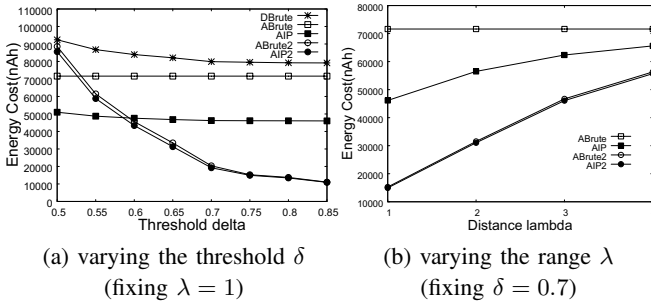 Energy Cost(nAh)
110000
100000
90000
80000
70000
60000
50000
40000
30000
20000
10000
0
DBrute
ABrute
AIP
ABrute2
AIP2
0.5 0.55 0.6 0.65 0.7 0.75 0.8 0.85
Threshold delta
(a) varying the threshold δ
(fixing λ = 1)
Energy Cost(nAh)
80000
70000
60000
50000
40000
30000
20000
10000
ABrute
AIP
ABrute2
AIP2
1 2 3
Distance lambda
(b) varying the range λ
(fixing δ = 0.7)